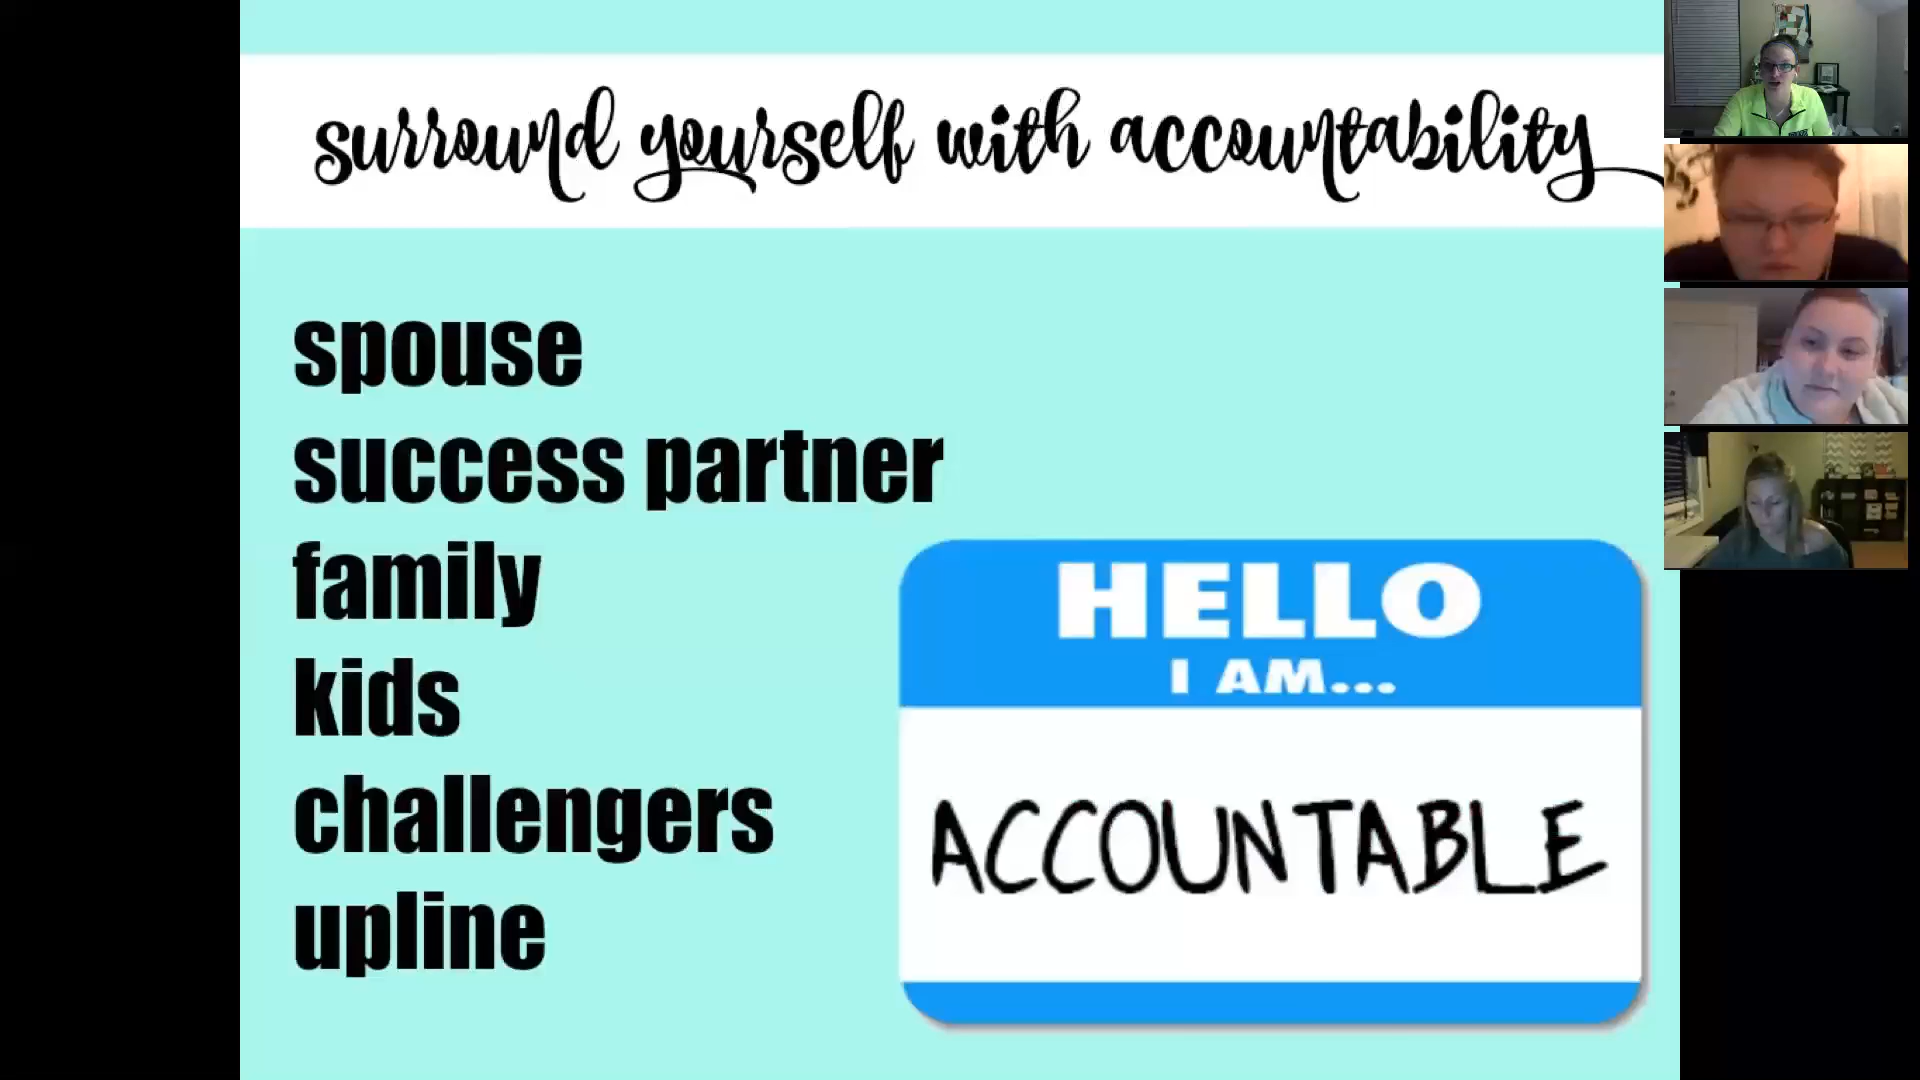 surround yourself with accountability
spouse
success partner
family
kids
challengers
upline
HELLO
I AM...
ACCOUNTABLE